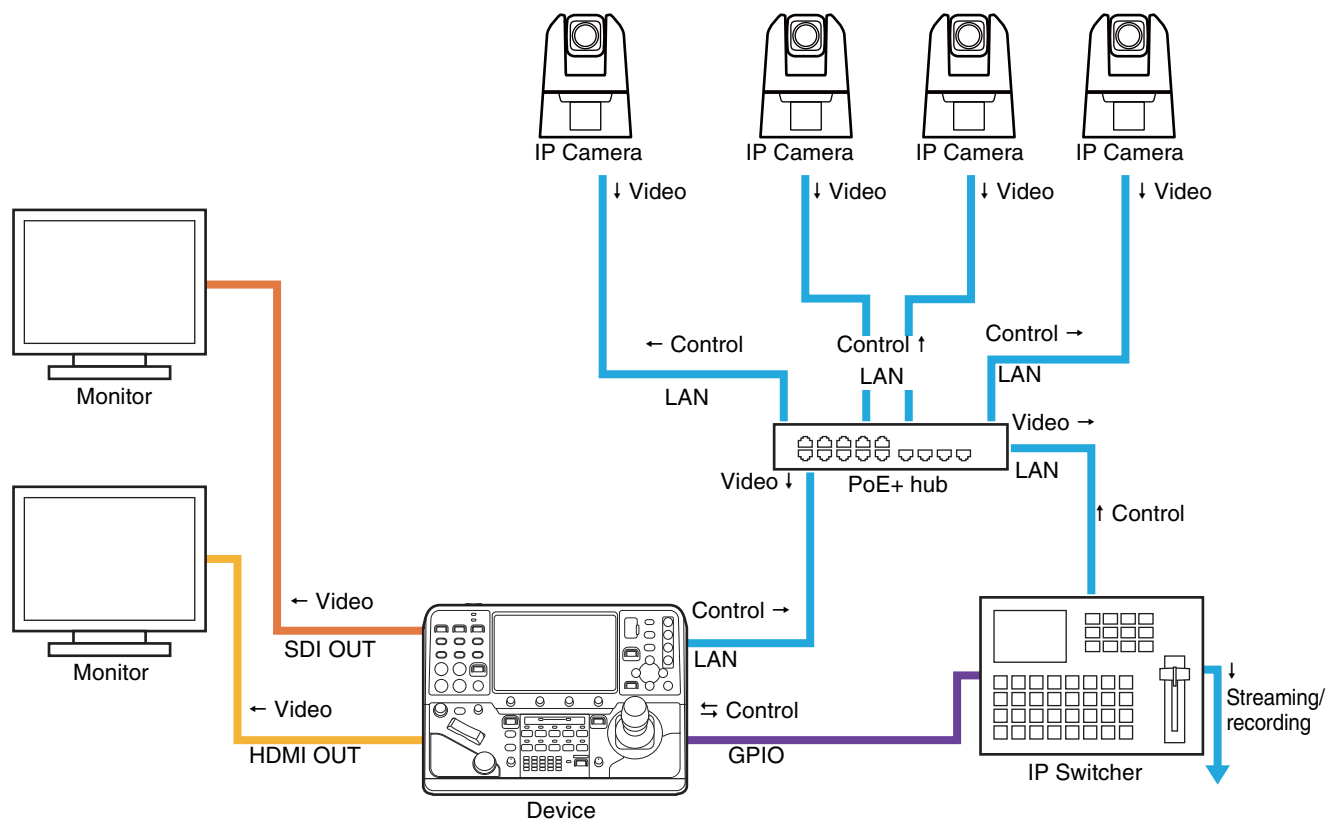 IP Camera
IP Camera
IP Camera
IP Camera
↓ Video
↓ Video
↓ Video
↓ Video
← Control
Control ↑
Control →
LAN
LAN
LAN
Monitor
Video →
LAN
Video ↓
PoE+ hub
↑ Control
← Video
SDI OUT
Control →
LAN
Monitor
← Video
HDMI OUT
⇆ Control
GPIO
↓
Streaming/
recording
IP Switcher
Device